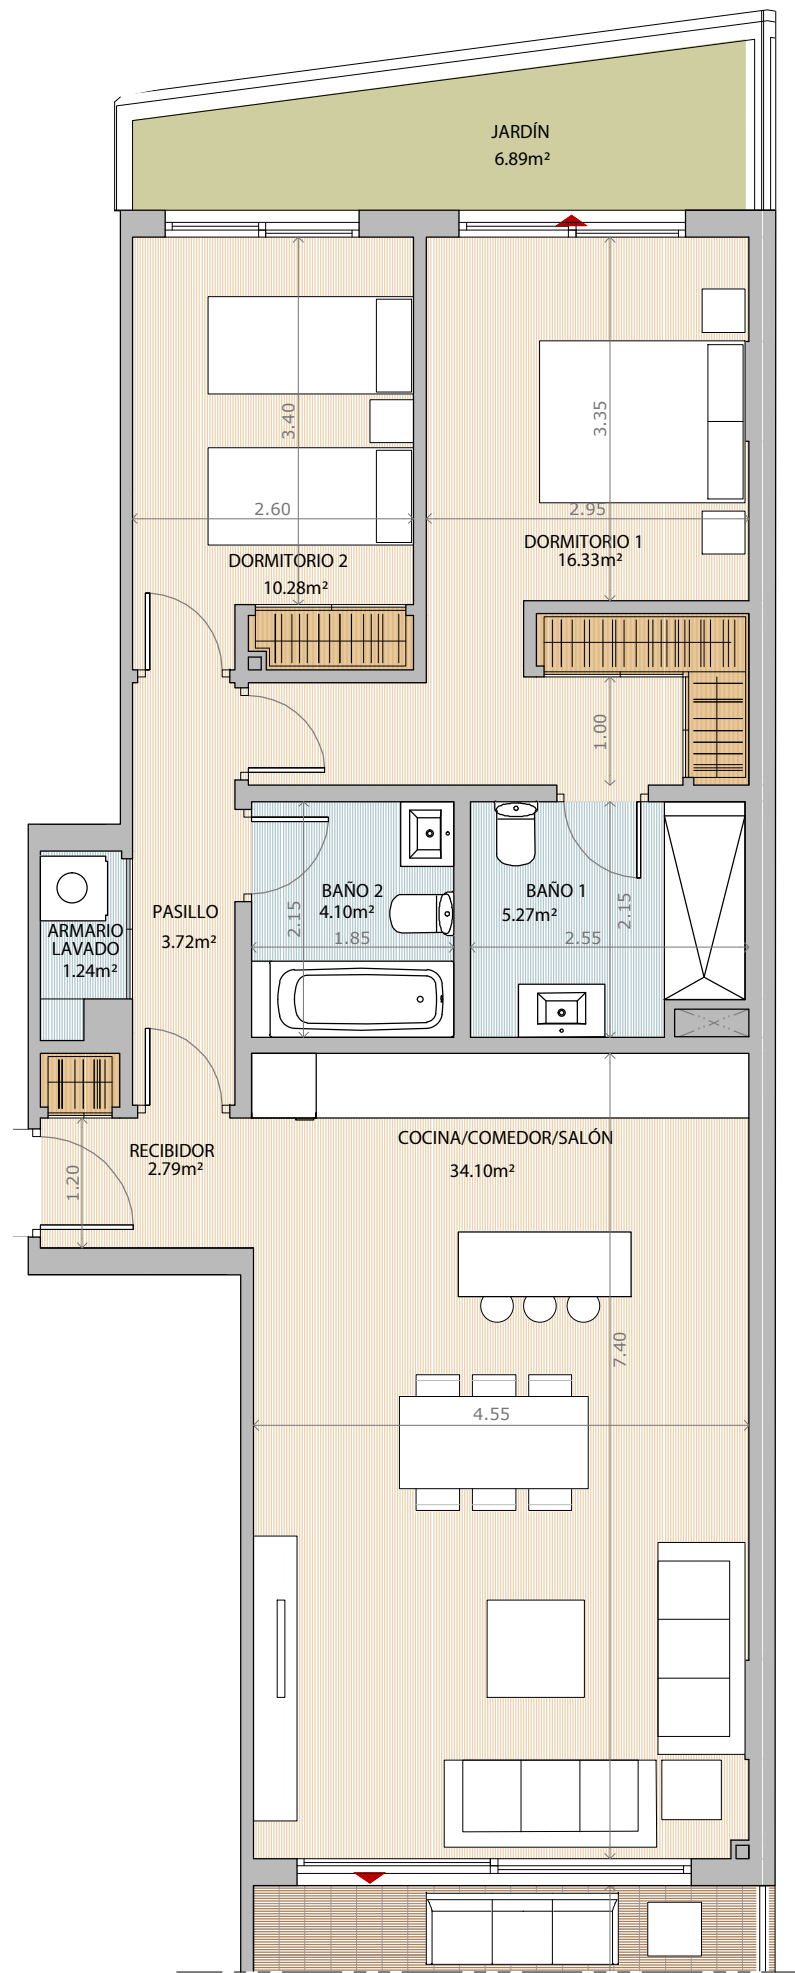 JARDÍN
6.89m²
3.40
3.35
2.60
2.95
DORMITORIO 2
10.28m²
DORMITORIO 1
16.33m²
1.00
BAÑO 2
4.10m²
2.15
1.85
BAÑO 1
5.27m²
2.15
2.55
PASILLO
3.72m²
ARMARIO
LAVADO
1.24m²
RECIBIDOR
2.79m²
1.20
COCINA/COMEDOR/SALÓN
34.10m²
7.40
4.55